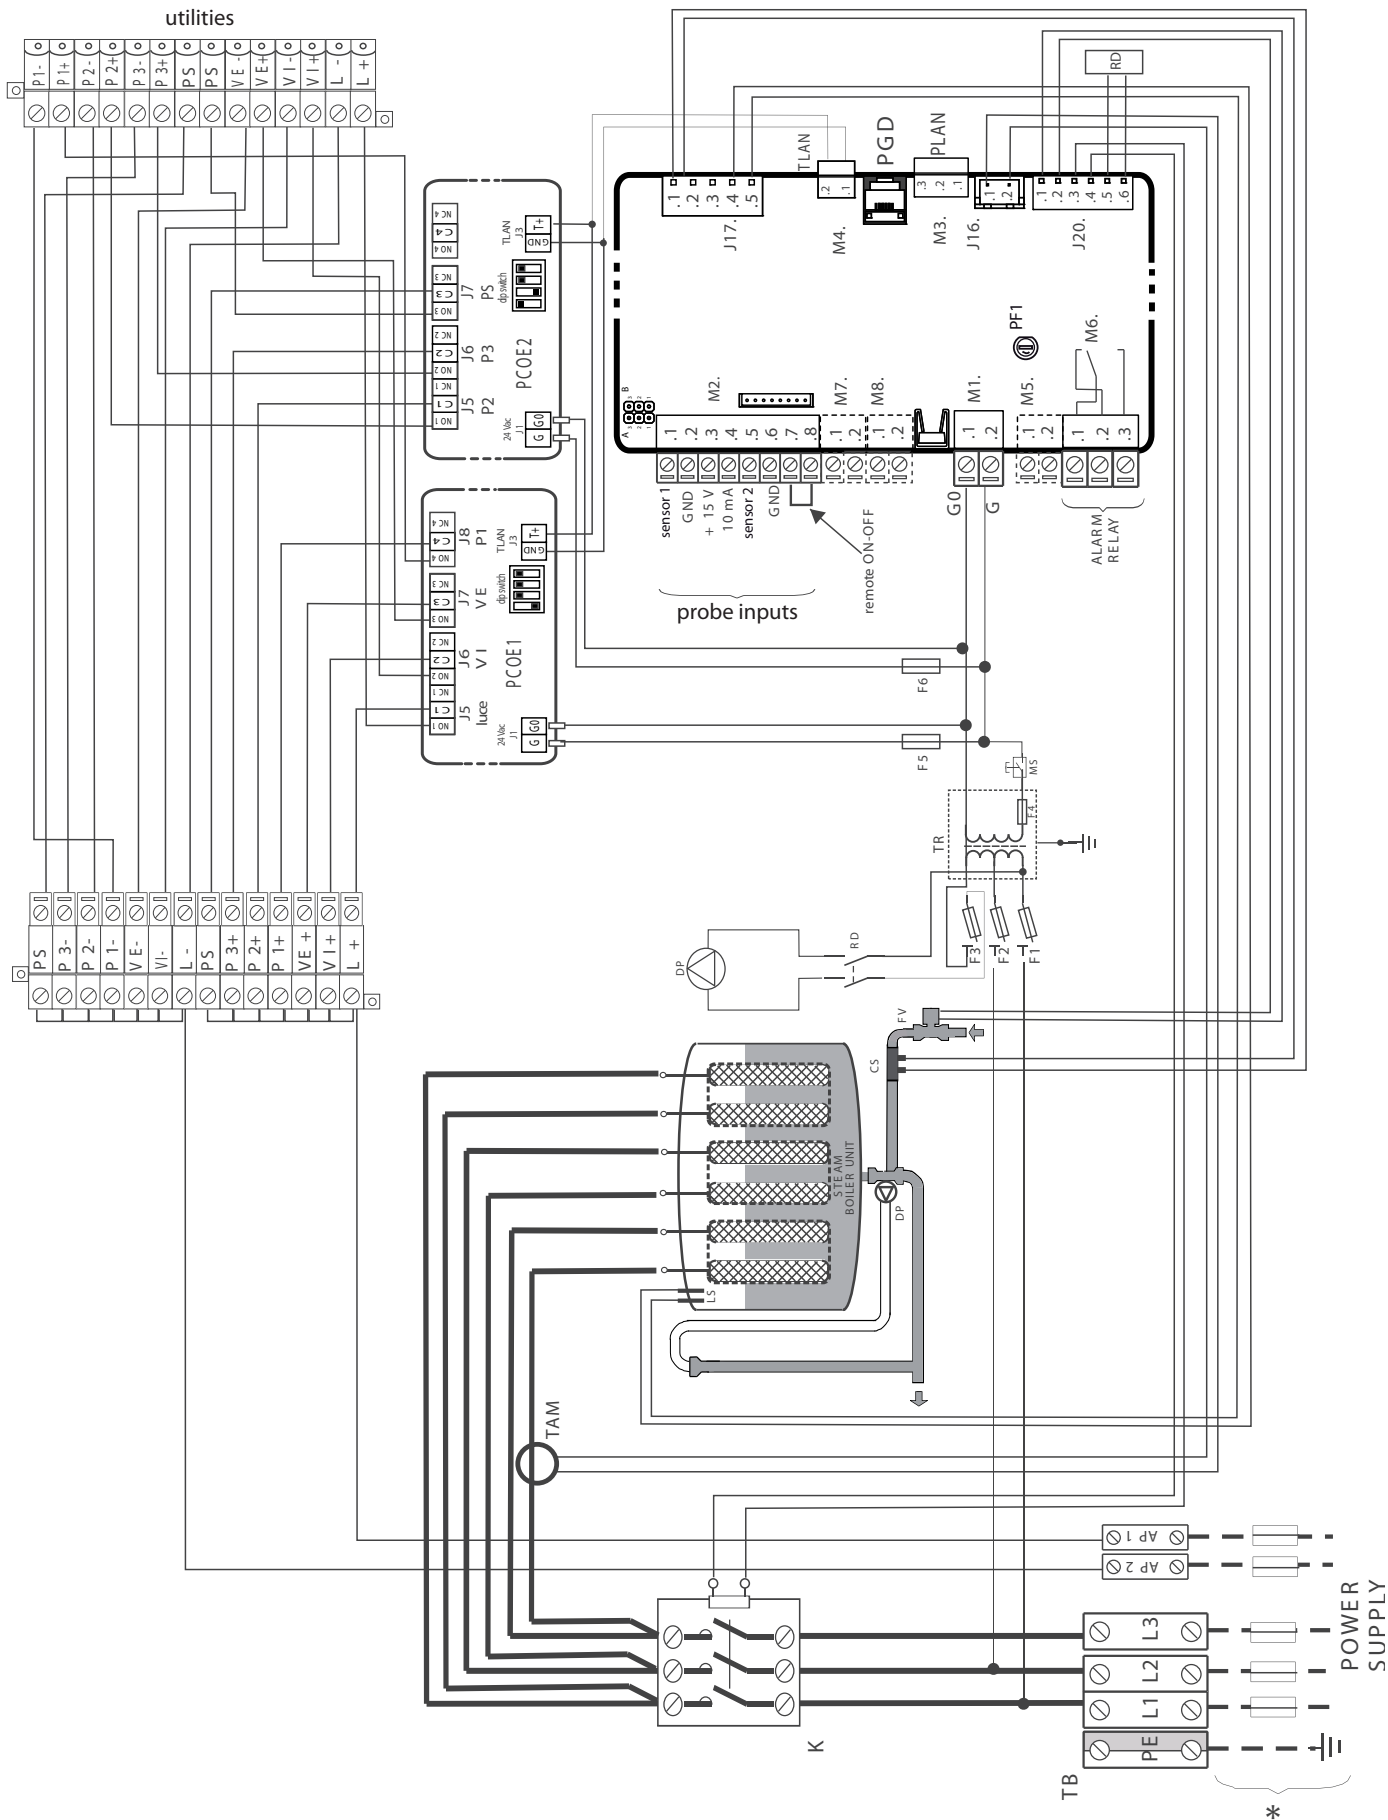 utilities
P1- P1+ P2- P2+ P3- P3+ PS PS VE- VE+ VI- VI+ L- L+
RD
NC 4
C4
NO 4
NC 3
C3
NO 3
J7
PS
NC 2
C2
NO 2
J6
P3
NC 1
C1
NO 1
J5
P2
PCOE2
TLAN
J3
T+
GND
dip switch
24 Vac
J1
G0
G
NC 4
C4
NO 4
J8
P1
NC 3
C3
NO 3
J7
VE
NC 2
C2
NO 2
J6
VI
NC 1
C1
NO 1
J5
luce
PCOE1
TLAN
J3
T+
GND
dip switch
24 Vac
J1
G0
G
TLAN
PGD
PLAN
.1 .2 .3 .4 .5
J17.
.2 .1
M4.
.3 .2 .1
M3.
.1 .2
J16.
.1 .2 .3 .4 .5 .6
J20.
PF1
B
3 2 1
A
3 2 1
M2.
M7.
M8.
M1.
M5.
M6.
.1 .2 .3 .4 .5 .6 .7 .8
.1 .2
.1 .2
.1 .2
.1 .2
.1 .2 .3
sensor 1
GND
+ 15 V
10 mA
sensor 2
GND
probe inputs
remote ON-OFF
G0
G
ALARM
RELAY
F6
F5
MS
F4
TR
F3
F2
F1
RD
DP
PS P3- P2- P1- VE- VI- L- PS P3+ P2+ P1+ VE+ VI+ L+
FV
CS
STEAM
BOILER UNIT
DP
LS
TAM
AP 1
AP 2
L3
L2
L1
PE
K
TB
POWER
SUPPLY
*